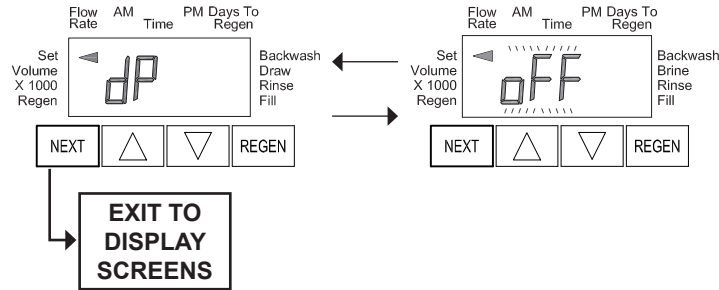 Flow Rate AM Time PM Days To Regen
Set
Volume
X 1000
Regen
dP
Backwash
Draw
Rinse
Fill
NEXT REGEN
EXIT TO
DISPLAY
SCREENS
Flow Rate AM Time PM Days To Regen
Set
Volume
X 1000
Regen
oFF
Backwash
Brine
Rinse
Fill
NEXT REGEN